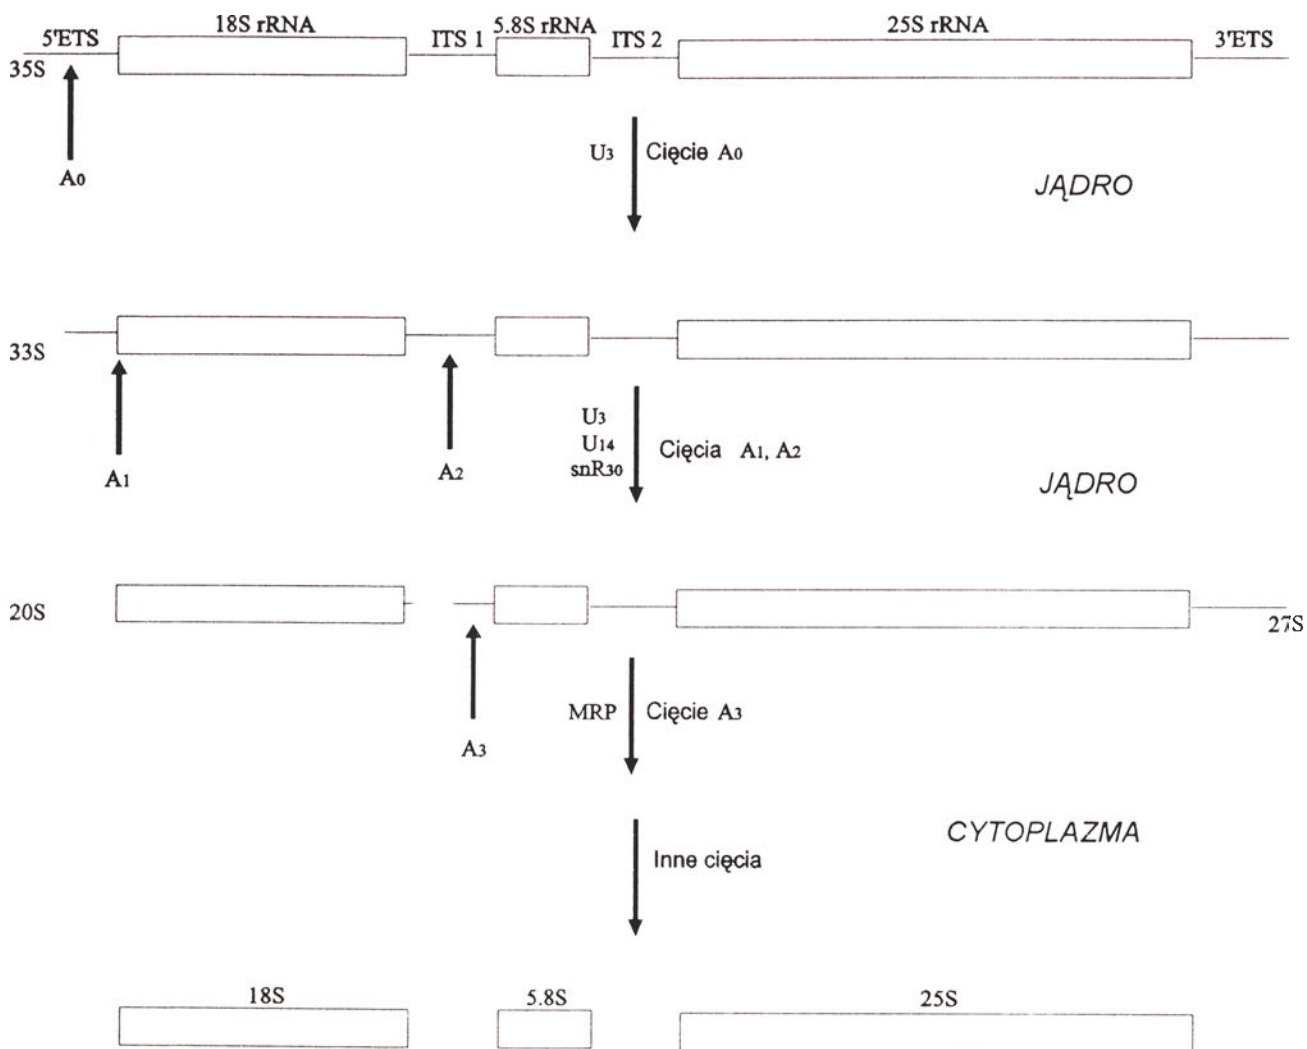 5'ETS 18S rRNA ITS 1 5.8S rRNA ITS 2 25S rRNA 3'ETS
35S
A0
U3 Cięcie A0
JĄDRO
33S
A1
A2
U3
U14
snR30
Cięcia A1, A2
JĄDRO
20S
27S
A3
MRP Cięcie A3
CYTOPLAZMA
Inne cięcia
18S 5.8S 25S